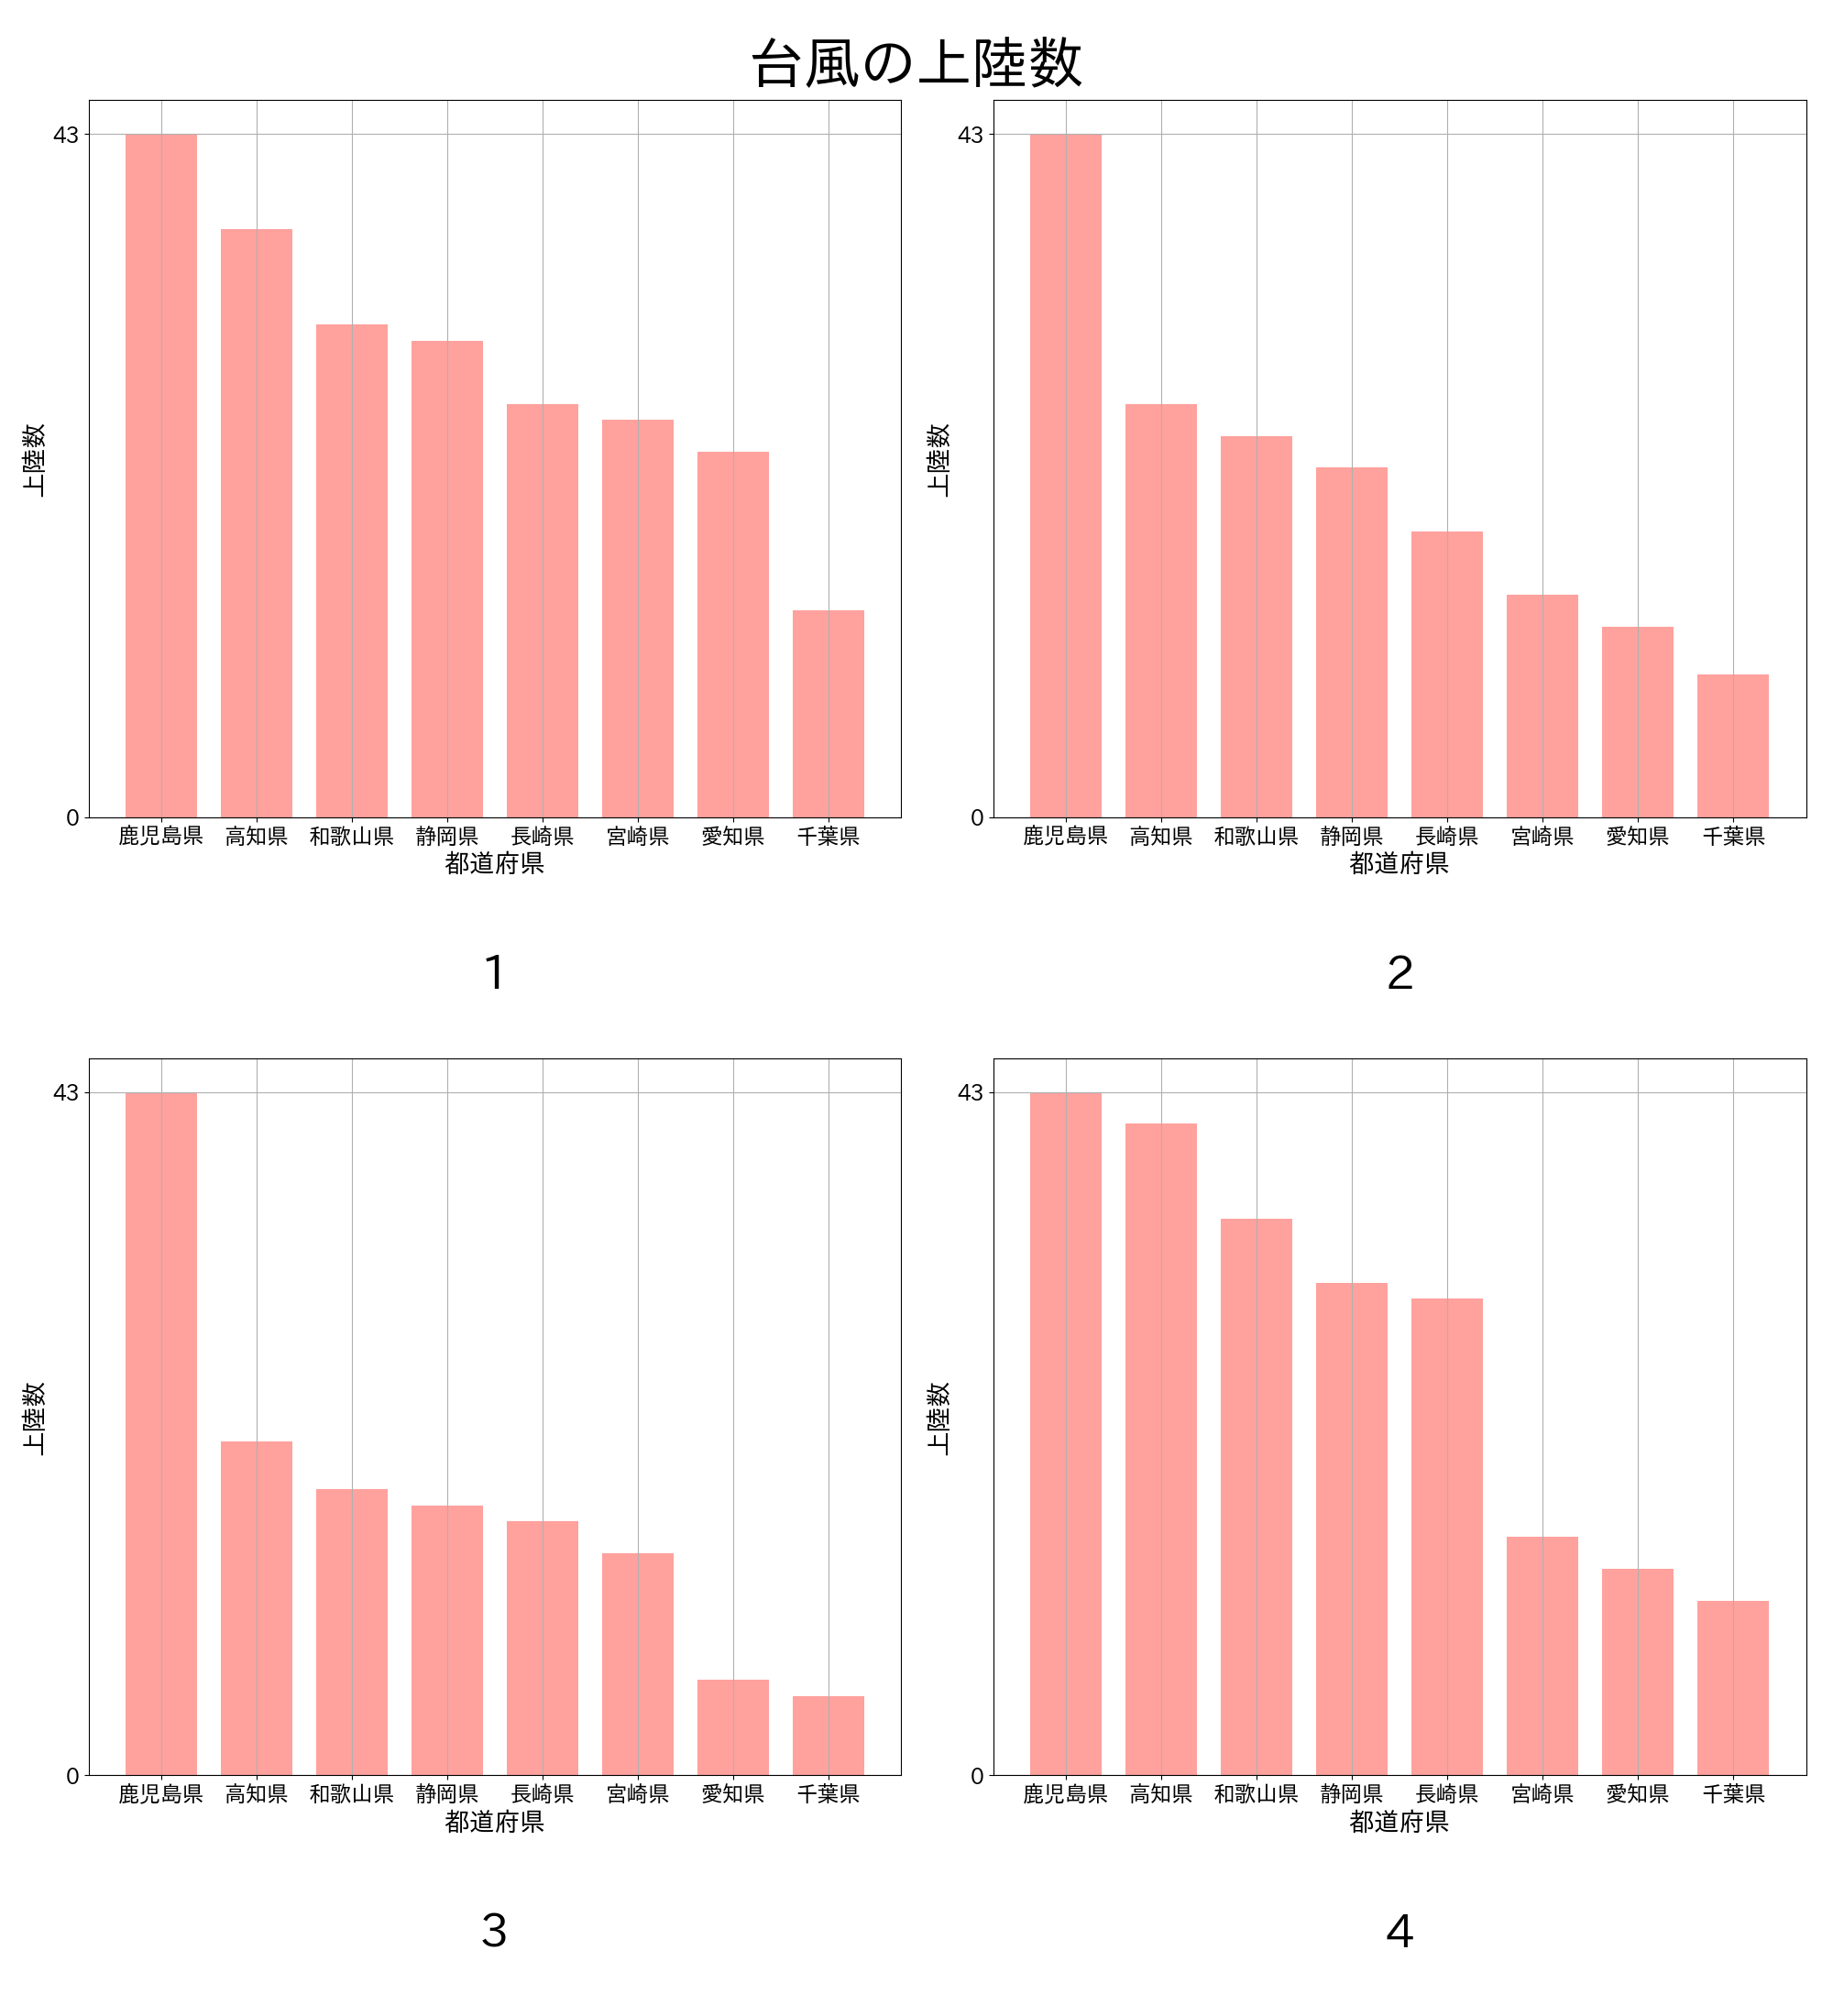 台風の上陸数
43
0
上陸数
鹿児島県 高知県 和歌山県 静岡県 長崎県 宮崎県 愛知県 千葉県
都道府県
1
43
0
上陸数
鹿児島県 高知県 和歌山県 静岡県 長崎県 宮崎県 愛知県 千葉県
都道府県
2
43
0
上陸数
鹿児島県 高知県 和歌山県 静岡県 長崎県 宮崎県 愛知県 千葉県
都道府県
3
43
0
上陸数
鹿児島県 高知県 和歌山県 静岡県 長崎県 宮崎県 愛知県 千葉県
都道府県
4